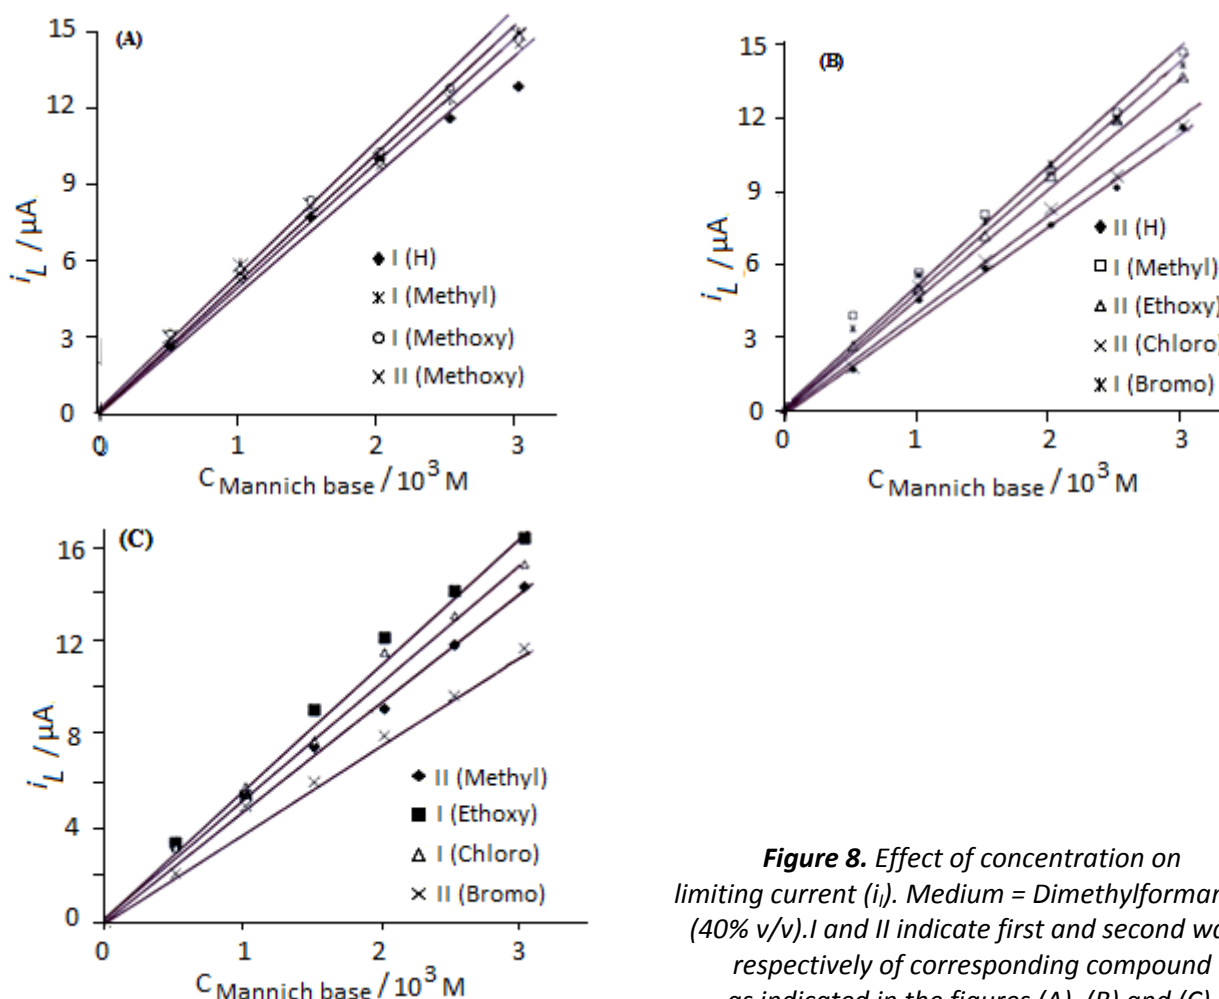 (A)
15
12
9
6
3
0
i_L / µA
I (H)
I (Methyl)
I (Methoxy)
II (Methoxy)
0 1 2 3
C Mannich base / 10³ M
(B)
15
12
9
6
3
0
i_L / µA
II (H)
I (Methyl)
II (Ethoxy)
II (Chloro)
I (Bromo)
0 1 2 3
C Mannich base / 10³ M
(C)
16
12
8
4
0
i_L / µA
II (Methyl)
I (Ethoxy)
I (Chloro)
II (Bromo)
0 1 2 3
C Mannich base / 10³ M
Figure 8. Effect of concentration on
limiting current (iₗ). Medium = Dimethylforma
(40% v/v).I and II indicate first and second wa
respectively of corresponding compound
as indicated in the figures (A), (B) and (C)